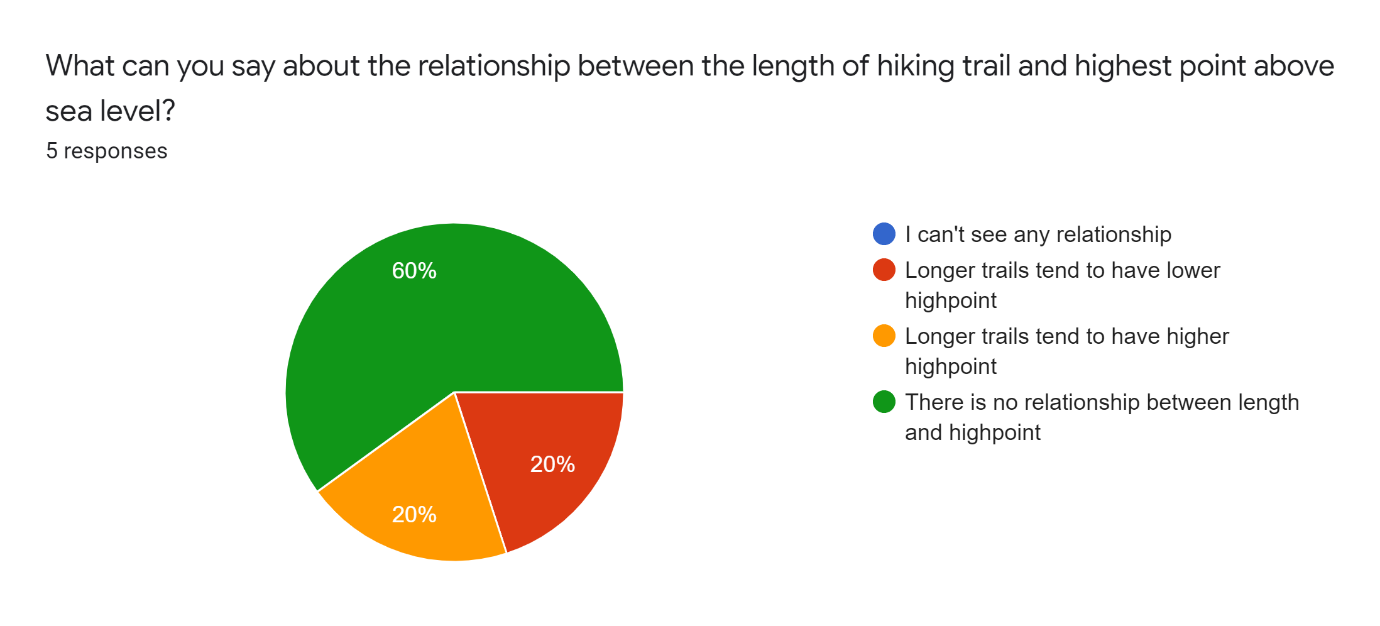 What can you say about the relationship between the length of hiking trail and highest point above
sea level?
5 responses
I can't see any relationship
Longer trails tend to have lower
highpoint
Longer trails tend to have higher
highpoint
There is no relationship between length
and highpoint
60%
20%
20%